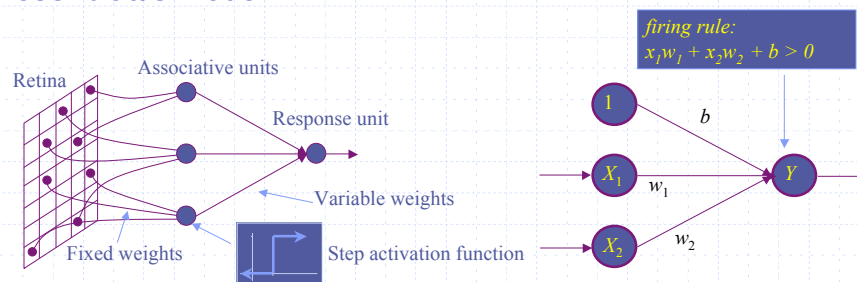 firing rule:
x₁w₁ + x₂w₂ + b > 0
Retina
Associative units
Response unit
Variable weights
Fixed weights
Step activation function
1
b
X₁
w₁
Y
X₂
w₂